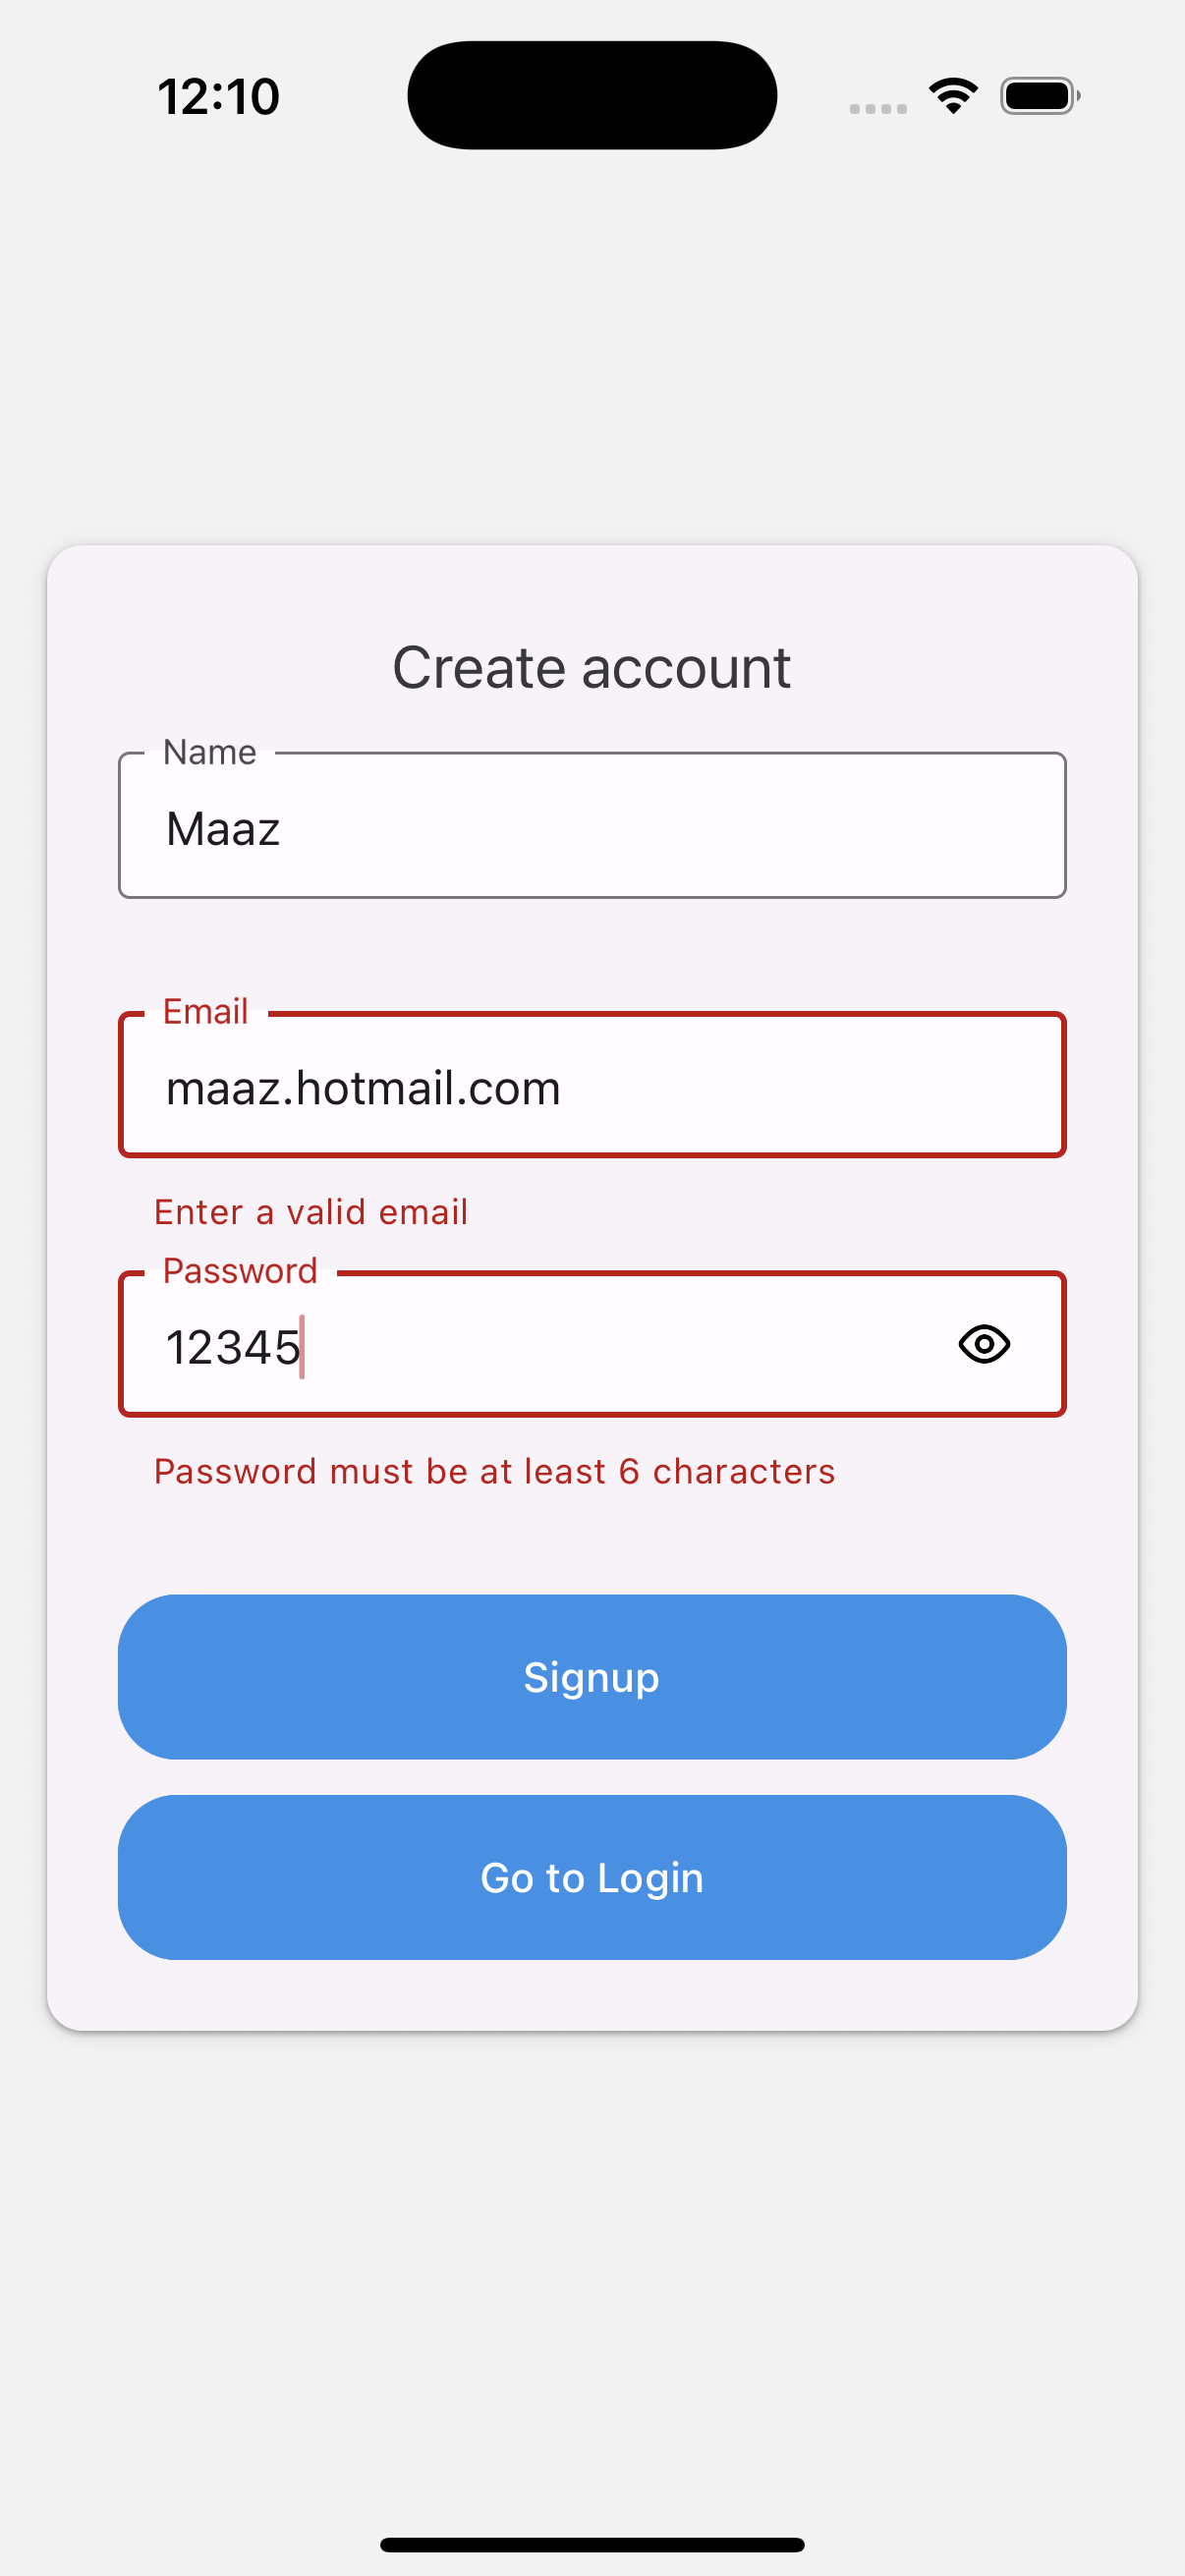 12:10
Create account
Name
Maaz
Email
maaz.hotmail.com
Enter a valid email
Password
12345
Password must be at least 6 characters
Signup
Go to Login